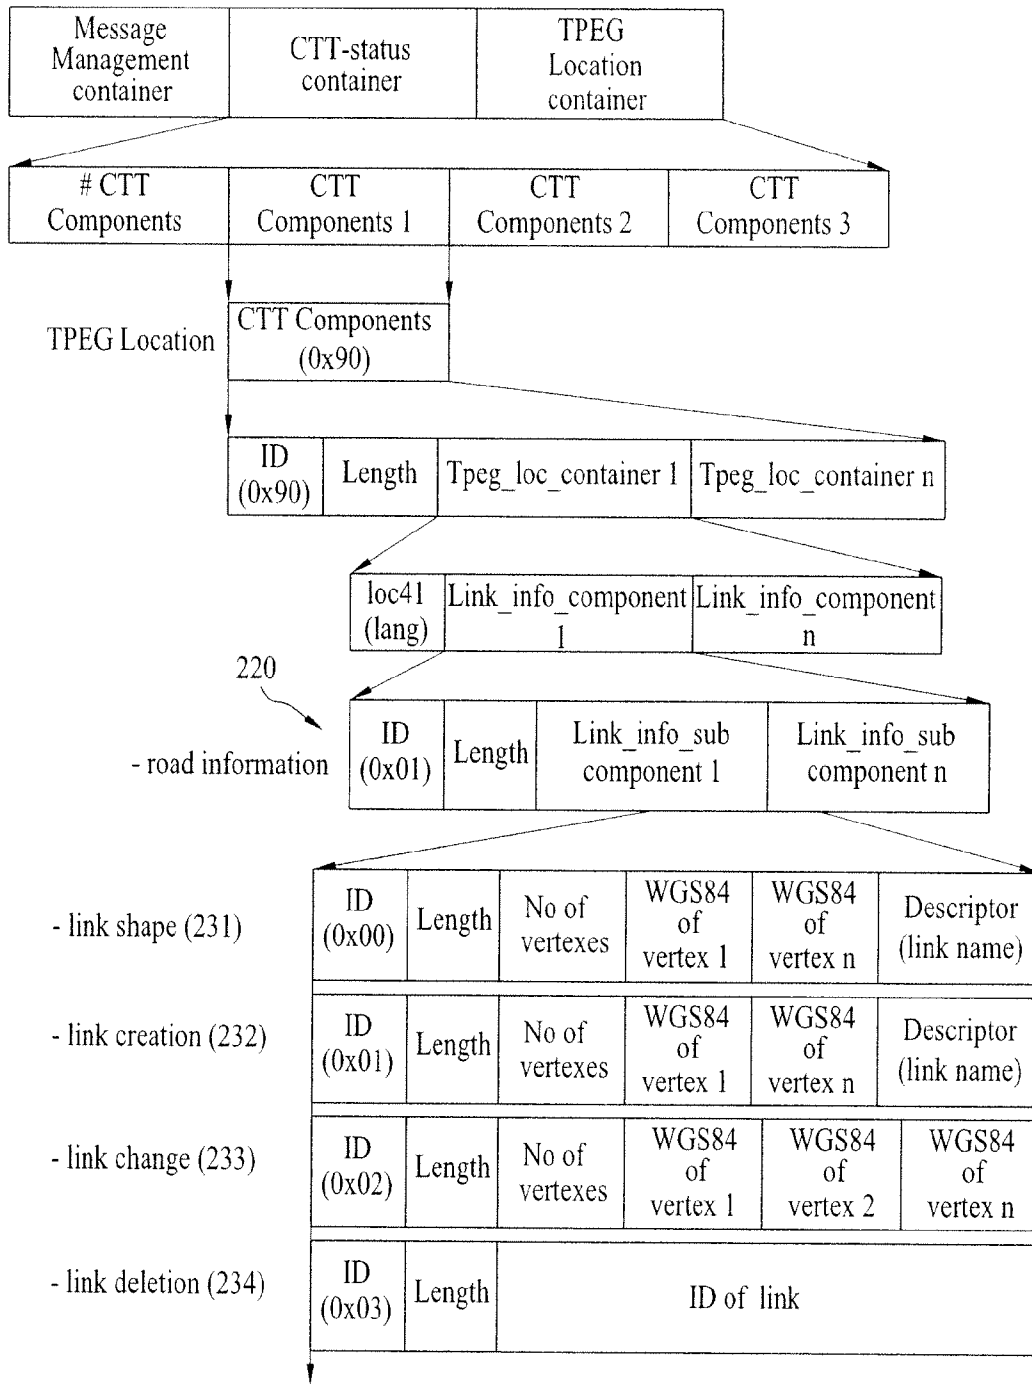 Message
Management
container
CTT-status
container
TPEG
Location
container
# CTT
Components
CTT
Components 1
CTT
Components 2
CTT
Components 3
TPEG Location
CTT Components
(0x90)
ID
(0x90)
Length
Tpeg_loc_container 1
Tpeg_loc_container n
loc41
(lang)
Link_info_component
1
Link_info_component
n
220
- road information
ID
(0x01)
Length
Link_info_sub
component 1
Link_info_sub
component n
- link shape (231)
ID
(0x00)
Length
No of
vertexes
WGS84
of
vertex 1
WGS84
of
vertex n
Descriptor
(link name)
- link creation (232)
ID
(0x01)
Length
No of
vertexes
WGS84
of
vertex 1
WGS84
of
vertex n
Descriptor
(link name)
- link change (233)
ID
(0x02)
Length
No of
vertexes
WGS84
of
vertex 1
WGS84
of
vertex 2
WGS84
of
vertex n
- link deletion (234)
ID
(0x03)
Length
ID of link